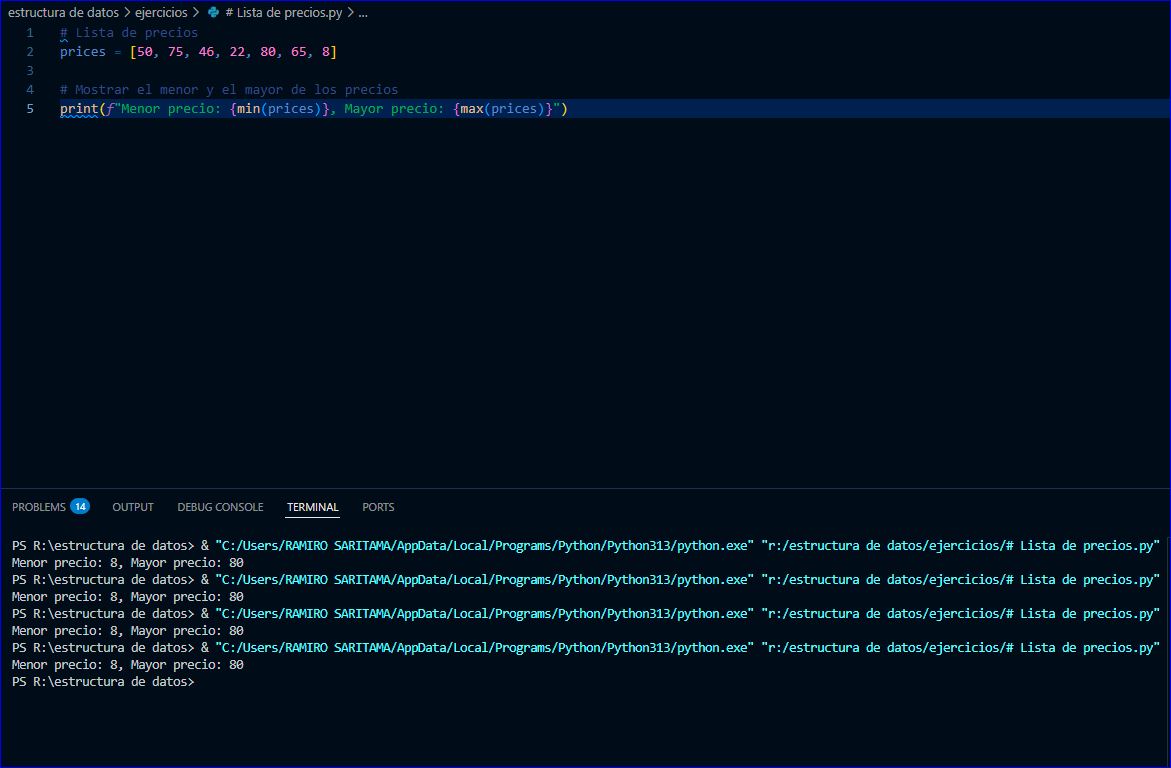 estructura de datos > ejercicios > # Lista de precios.py > ...
1 # Lista de precios
2 prices = [50, 75, 46, 22, 80, 65, 8]
3
4 # Mostrar el menor y el mayor de los precios
5 print(f"Menor precio: {min(prices)}, Mayor precio: {max(prices)}")
PROBLEMS 14 OUTPUT DEBUG CONSOLE TERMINAL PORTS
PS R:\estructura de datos> & "C:/Users/RAMIRO SARITAMA/AppData/Local/Programs/Python/Python313/python.exe" "r:/estructura de datos/ejercicios/# Lista de precios.py"
Menor precio: 8, Mayor precio: 80
PS R:\estructura de datos> & "C:/Users/RAMIRO SARITAMA/AppData/Local/Programs/Python/Python313/python.exe" "r:/estructura de datos/ejercicios/# Lista de precios.py"
Menor precio: 8, Mayor precio: 80
PS R:\estructura de datos> & "C:/Users/RAMIRO SARITAMA/AppData/Local/Programs/Python/Python313/python.exe" "r:/estructura de datos/ejercicios/# Lista de precios.py"
Menor precio: 8, Mayor precio: 80
PS R:\estructura de datos> & "C:/Users/RAMIRO SARITAMA/AppData/Local/Programs/Python/Python313/python.exe" "r:/estructura de datos/ejercicios/# Lista de precios.py"
Menor precio: 8, Mayor precio: 80
PS R:\estructura de datos>